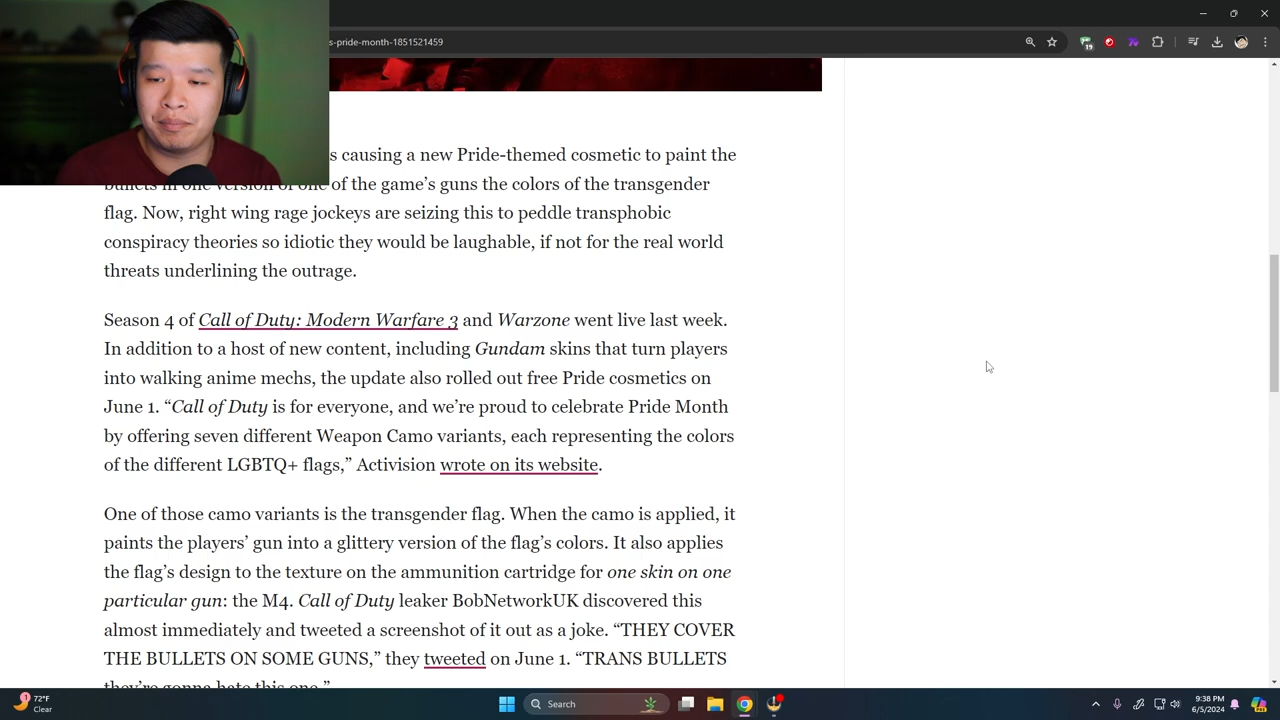 s-pride-month-1851521459
19
s causing a new Pride-themed cosmetic to paint the
bullets in one version of one of the game’s guns the colors of the transgender
flag. Now, right wing rage jockeys are seizing this to peddle transphobic
conspiracy theories so idiotic they would be laughable, if not for the real world
threats underlining the outrage.
Season 4 of Call of Duty: Modern Warfare 3 and Warzone went live last week.
In addition to a host of new content, including Gundam skins that turn players
into walking anime mechs, the update also rolled out free Pride cosmetics on
June 1. “Call of Duty is for everyone, and we’re proud to celebrate Pride Month
by offering seven different Weapon Camo variants, each representing the colors
of the different LGBTQ+ flags,” Activision wrote on its website.
One of those camo variants is the transgender flag. When the camo is applied, it
paints the players’ gun into a glittery version of the flag’s colors. It also applies
the flag’s design to the texture on the ammunition cartridge for one skin on one
particular gun: the M4. Call of Duty leaker BobNetworkUK discovered this
almost immediately and tweeted a screenshot of it out as a joke. “THEY COVER
THE BULLETS ON SOME GUNS,” they tweeted on June 1. “TRANS BULLETS
they’re gonna hate this one.”
1
72°F
Clear
Search
9:38 PM
6/5/2024